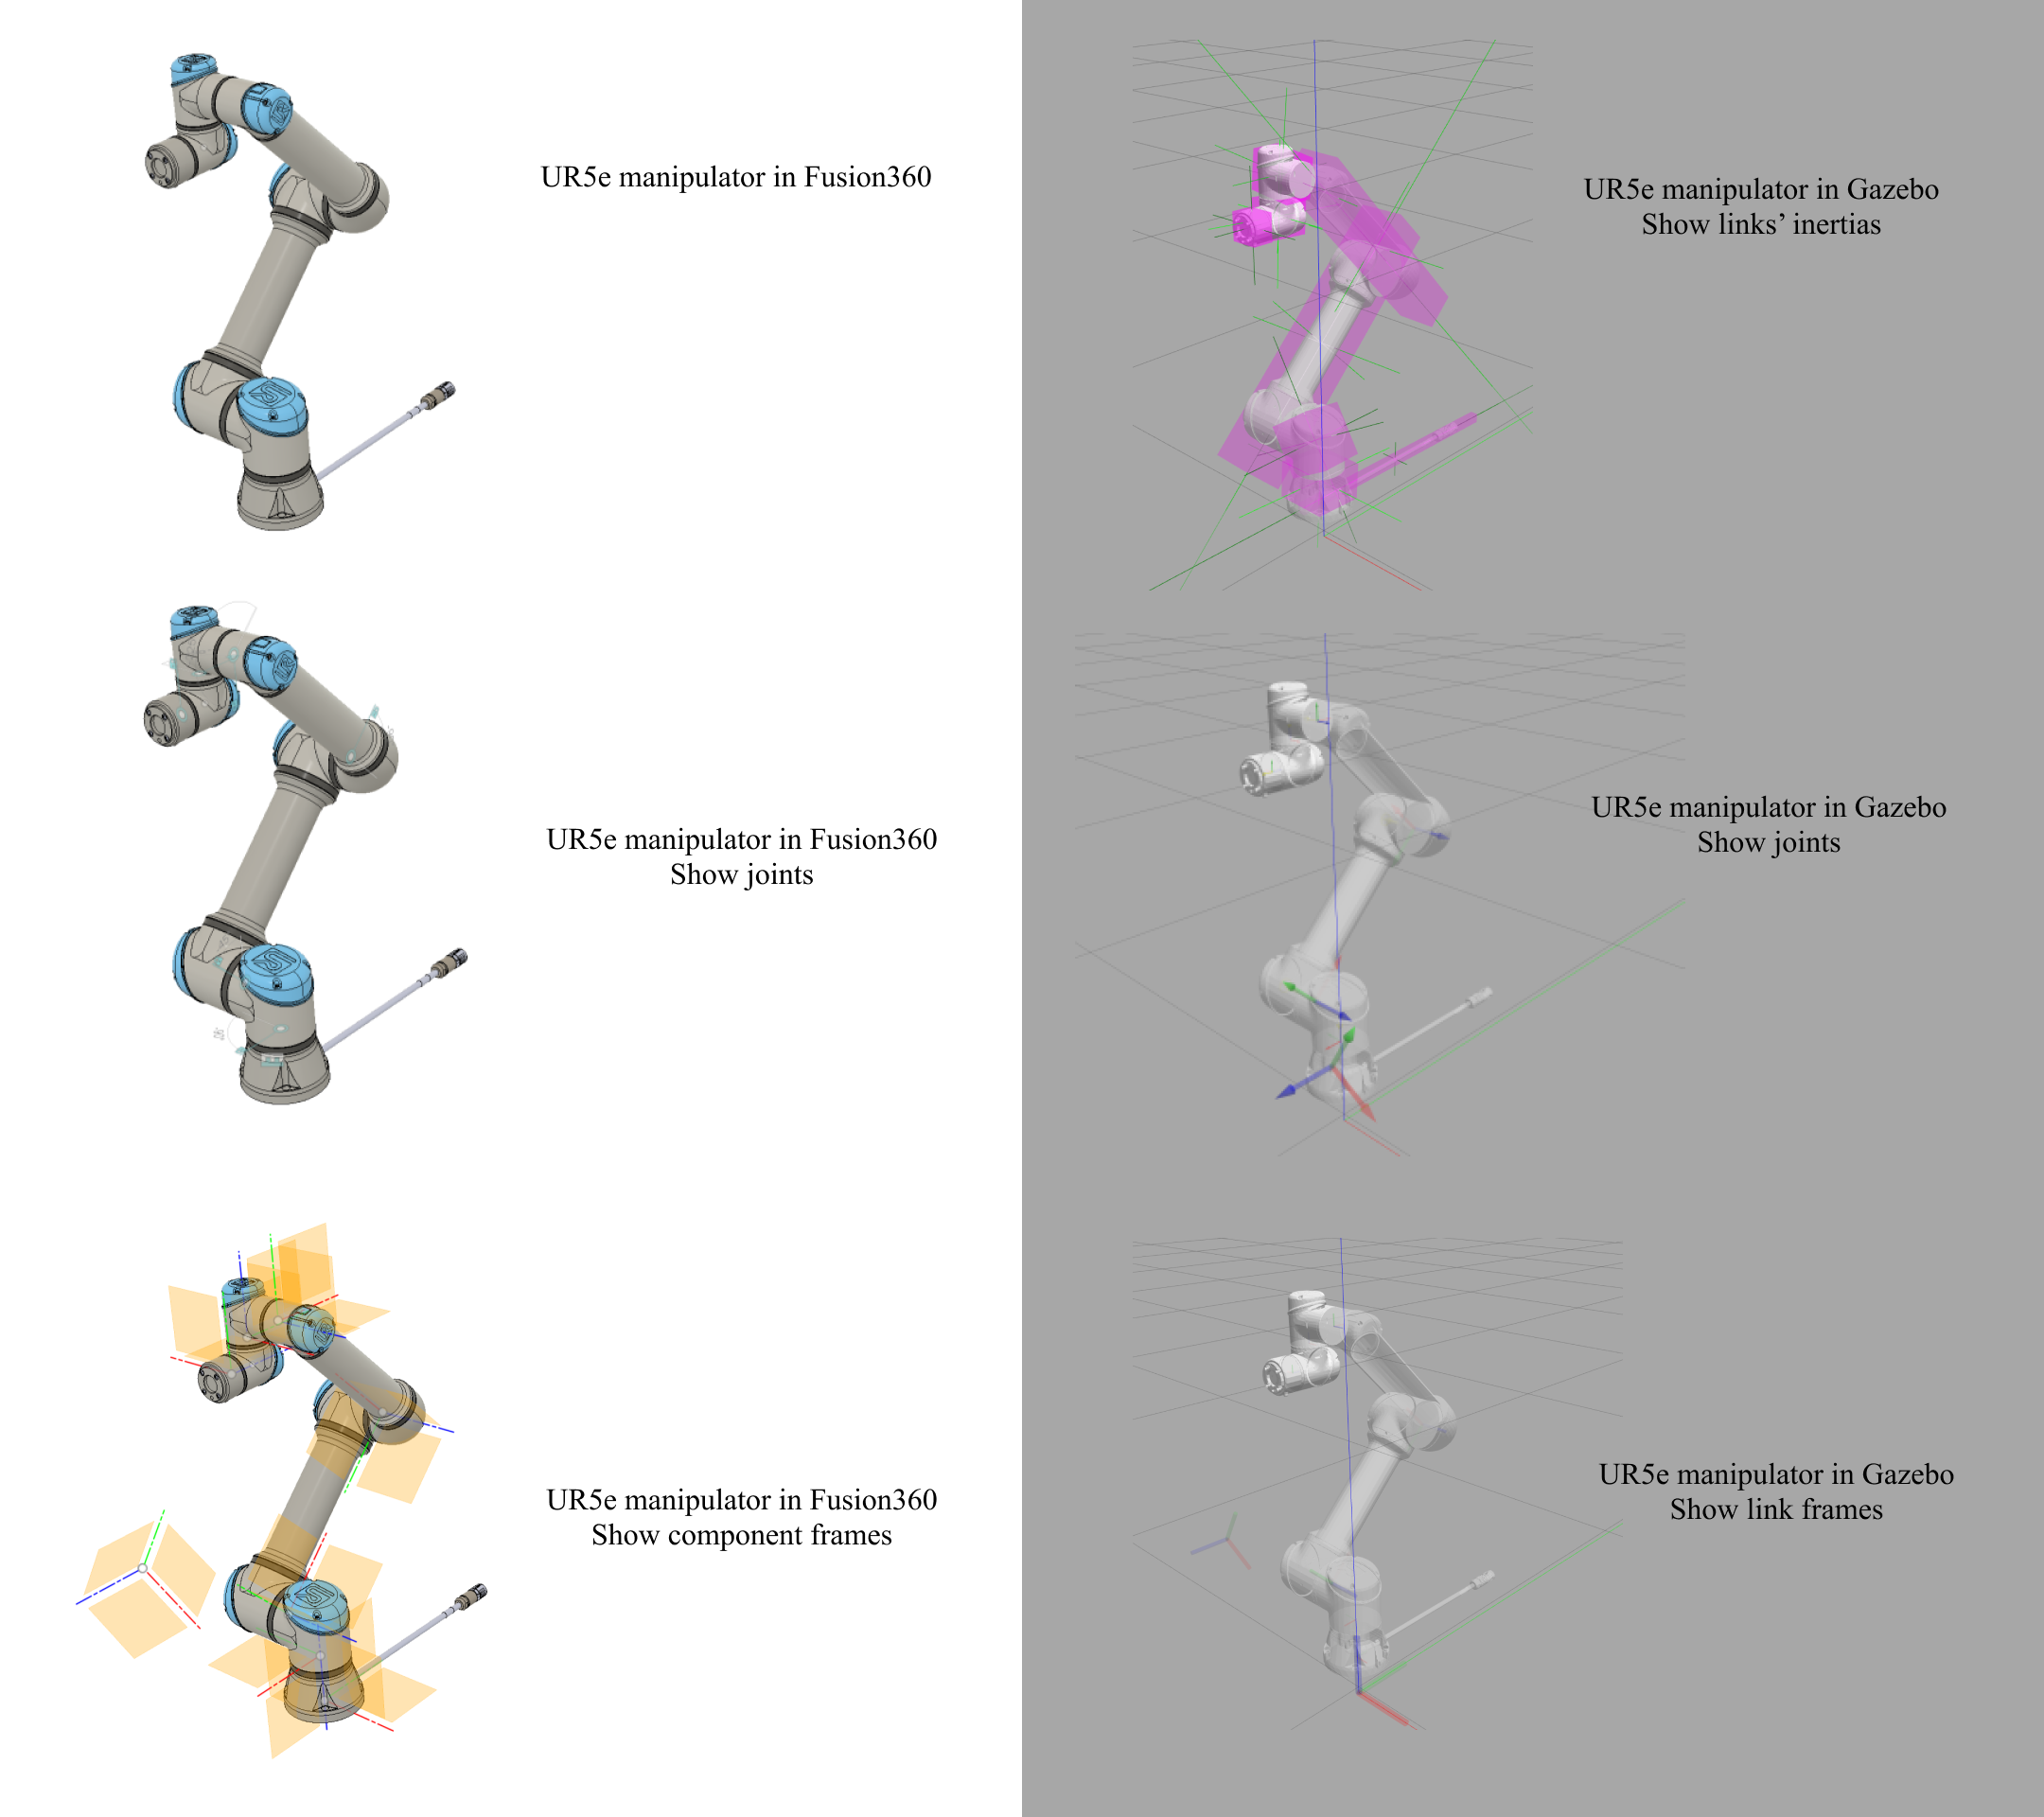 UR5e manipulator in Fusion360
UR5e manipulator in Gazebo
Show links’ inertias
UR5e manipulator in Fusion360
Show joints
UR5e manipulator in Gazebo
Show joints
UR5e manipulator in Fusion360
Show component frames
UR5e manipulator in Gazebo
Show link frames